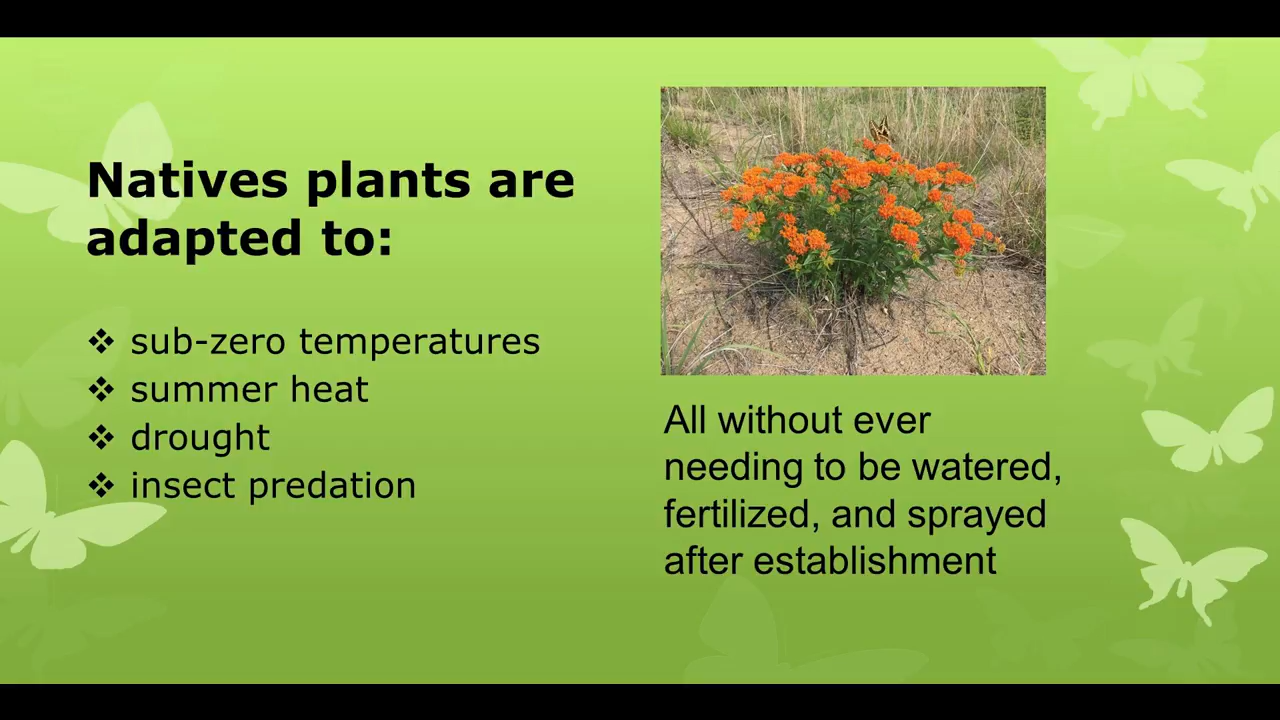 Natives plants are
adapted to:
❖ sub-zero temperatures
❖ summer heat
❖ drought
❖ insect predation
All without ever
needing to be watered,
fertilized, and sprayed
after establishment